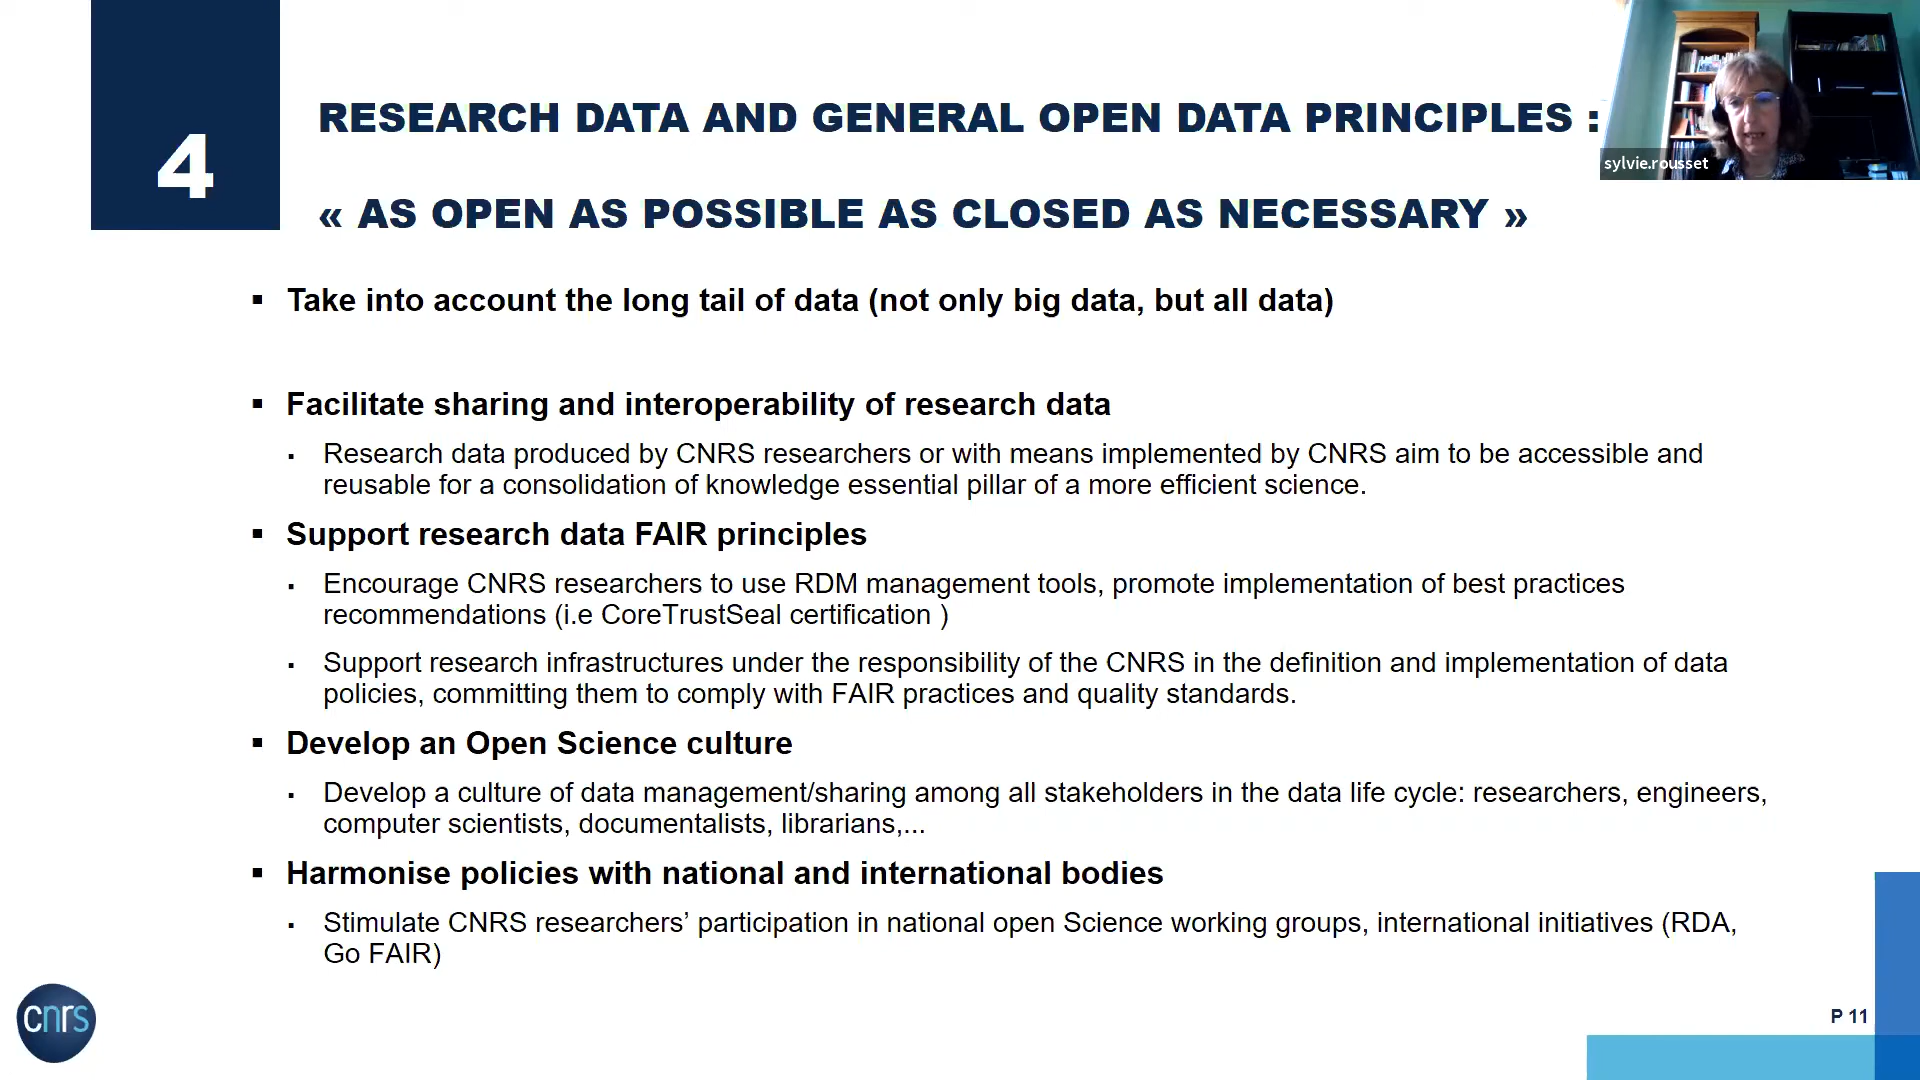 4
RESEARCH DATA AND GENERAL OPEN DATA PRINCIPLES :
« AS OPEN AS POSSIBLE AS CLOSED AS NECESSARY »
sylvie.rousset
▪ Take into account the long tail of data (not only big data, but all data)
▪ Facilitate sharing and interoperability of research data
▪ Research data produced by CNRS researchers or with means implemented by CNRS aim to be accessible and
reusable for a consolidation of knowledge essential pillar of a more efficient science.
▪ Support research data FAIR principles
▪ Encourage CNRS researchers to use RDM management tools, promote implementation of best practices
recommendations (i.e CoreTrustSeal certification )
▪ Support research infrastructures under the responsibility of the CNRS in the definition and implementation of data
policies, committing them to comply with FAIR practices and quality standards.
▪ Develop an Open Science culture
▪ Develop a culture of data management/sharing among all stakeholders in the data life cycle: researchers, engineers,
computer scientists, documentalists, librarians,...
▪ Harmonise policies with national and international bodies
▪ Stimulate CNRS researchers’ participation in national open Science working groups, international initiatives (RDA,
Go FAIR)
cnrs
P 11